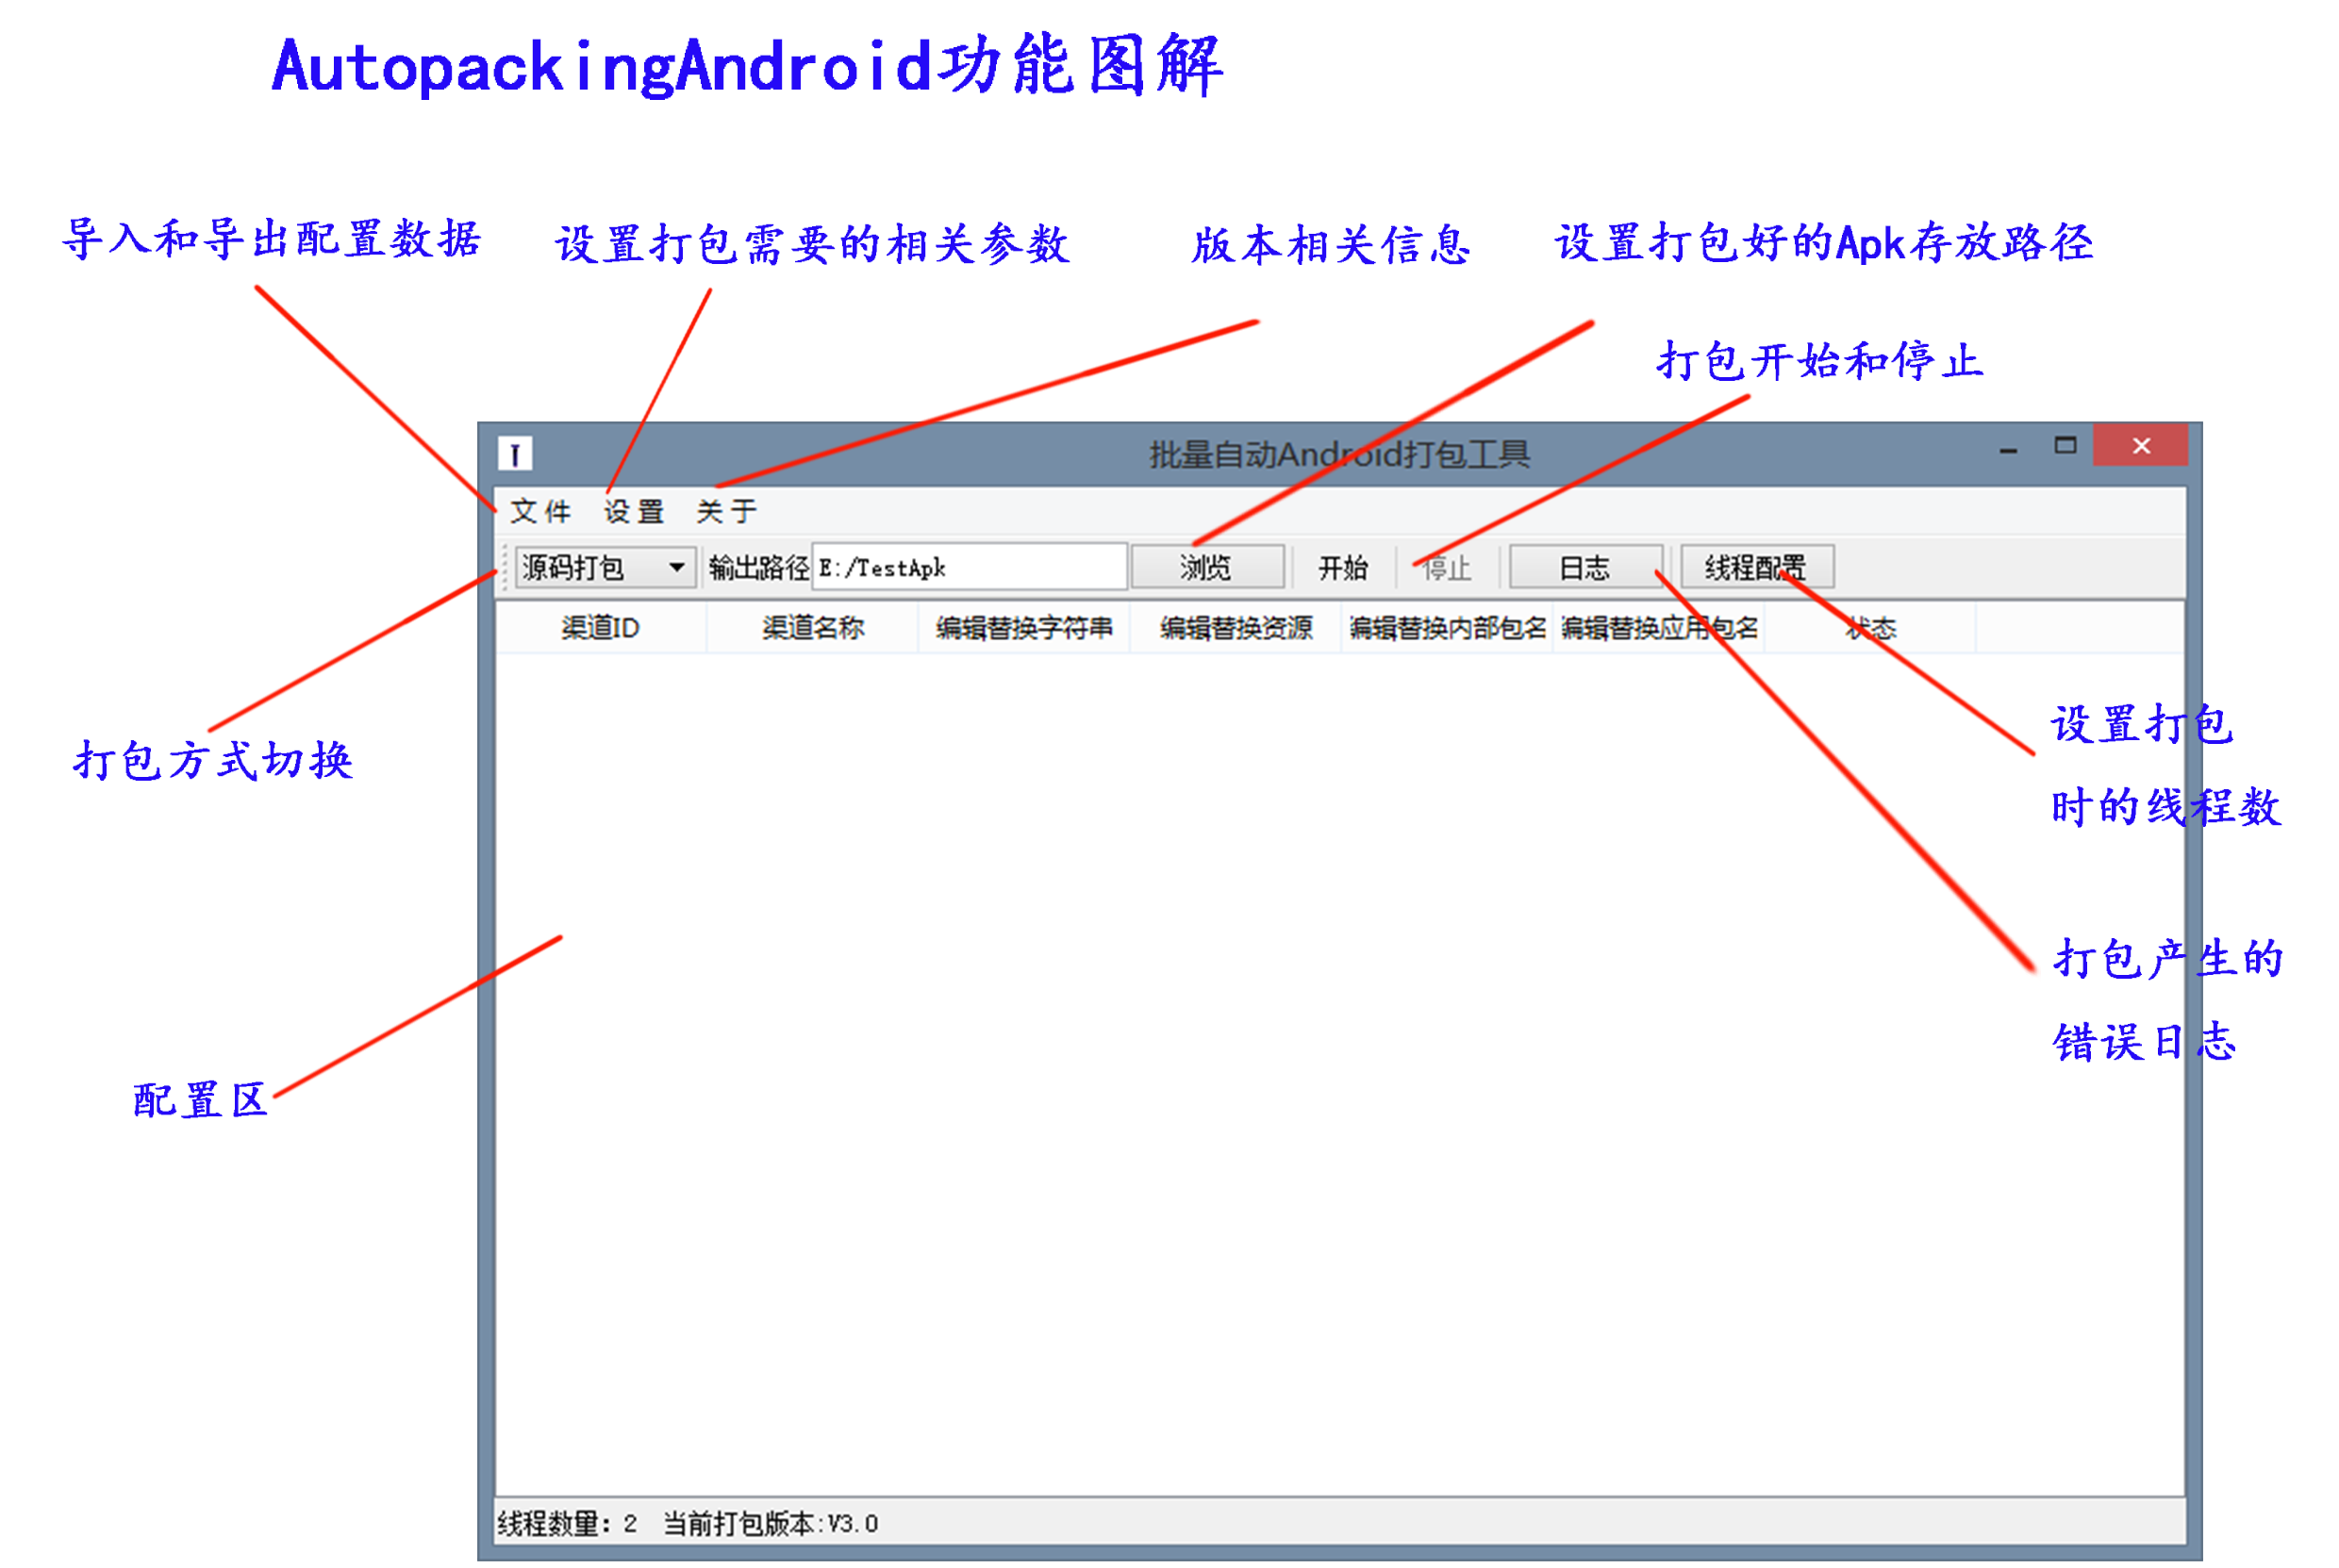 AutopackingAndroid功能图解
导入和导出配置数据
设置打包需要的相关参数
版本相关信息
设置打包好的Apk存放路径
打包开始和停止
批量自动Android打包工具
文件 设置 关于
源码打包 输出路径 E:/TestApk 浏览 开始 停止 日志 线程配置
渠道ID 渠道名称 编辑替换字符串 编辑替换资源 编辑替换内部包名 编辑替换应用包名 状态
打包方式切换
设置打包
时的线程数
打包产生的
错误日志
配置区
线程数量: 2 当前打包版本:V3.0